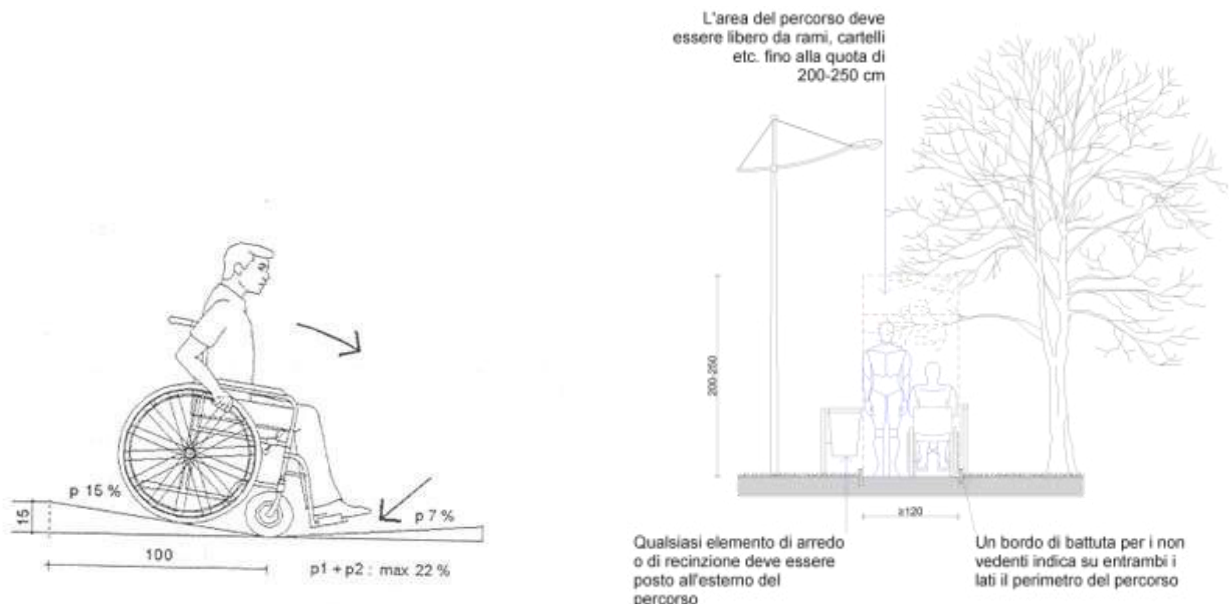 p 15 %
15
100
p 7 %
p1 + p2 : max 22 %
L'area del percorso deve
essere libero da rami, cartelli
etc. fino alla quota di
200-250 cm
200-250
≥120
Qualsiasi elemento di arredo
o di recinzione deve essere
posto all'esterno del
percorso
Un bordo di battuta per i non
vedenti indica su entrambi i
lati il perimetro del percorso